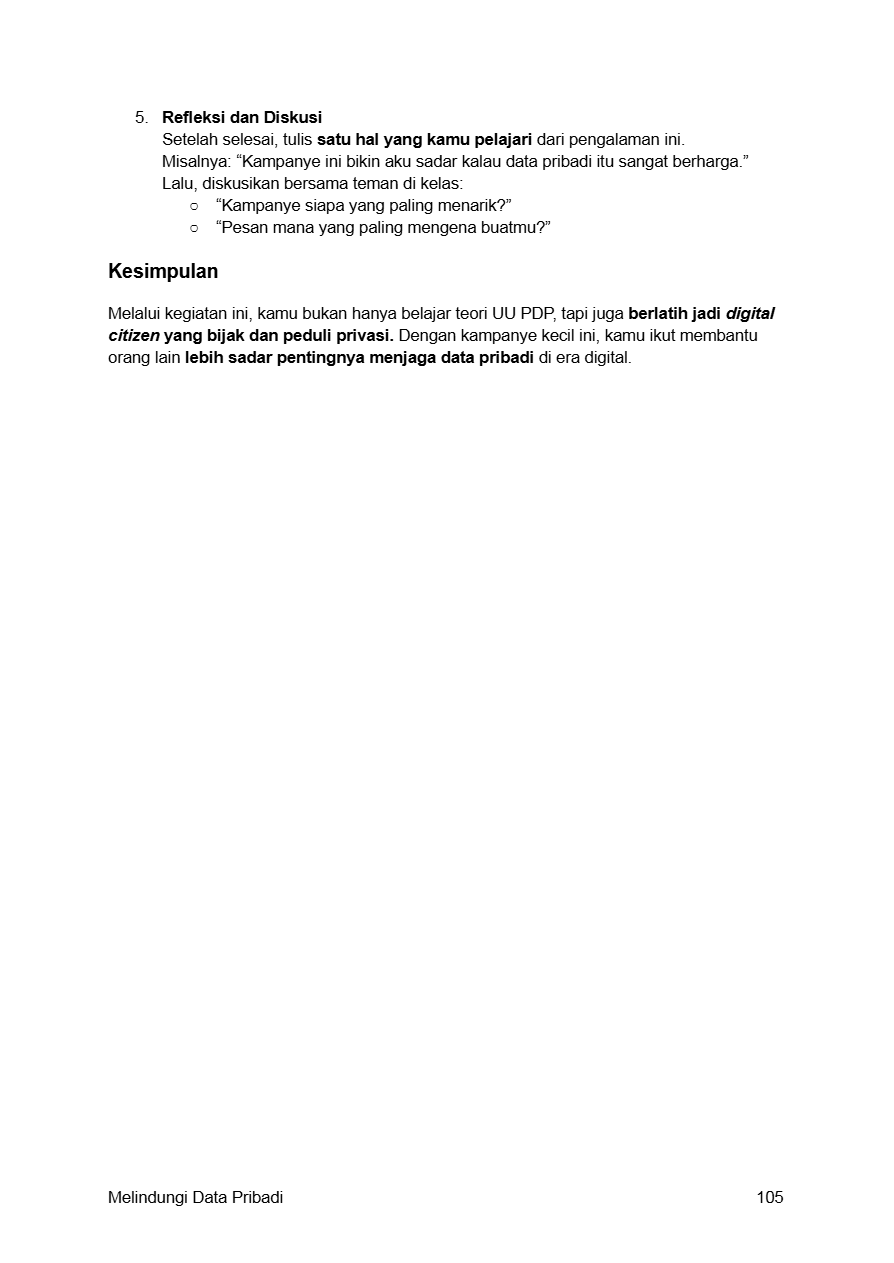 5. Refleksi dan Diskusi
Setelah selesai, tulis satu hal yang kamu pelajari dari pengalaman ini.
Misalnya: “Kampanye ini bikin aku sadar kalau data pribadi itu sangat berharga.”
Lalu, diskusikan bersama teman di kelas:
○ “Kampanye siapa yang paling menarik?”
○ “Pesan mana yang paling mengena buatmu?”
Kesimpulan
Melalui kegiatan ini, kamu bukan hanya belajar teori UU PDP, tapi juga berlatih jadi digital
citizen yang bijak dan peduli privasi. Dengan kampanye kecil ini, kamu ikut membantu
orang lain lebih sadar pentingnya menjaga data pribadi di era digital.
Melindungi Data Pribadi 105